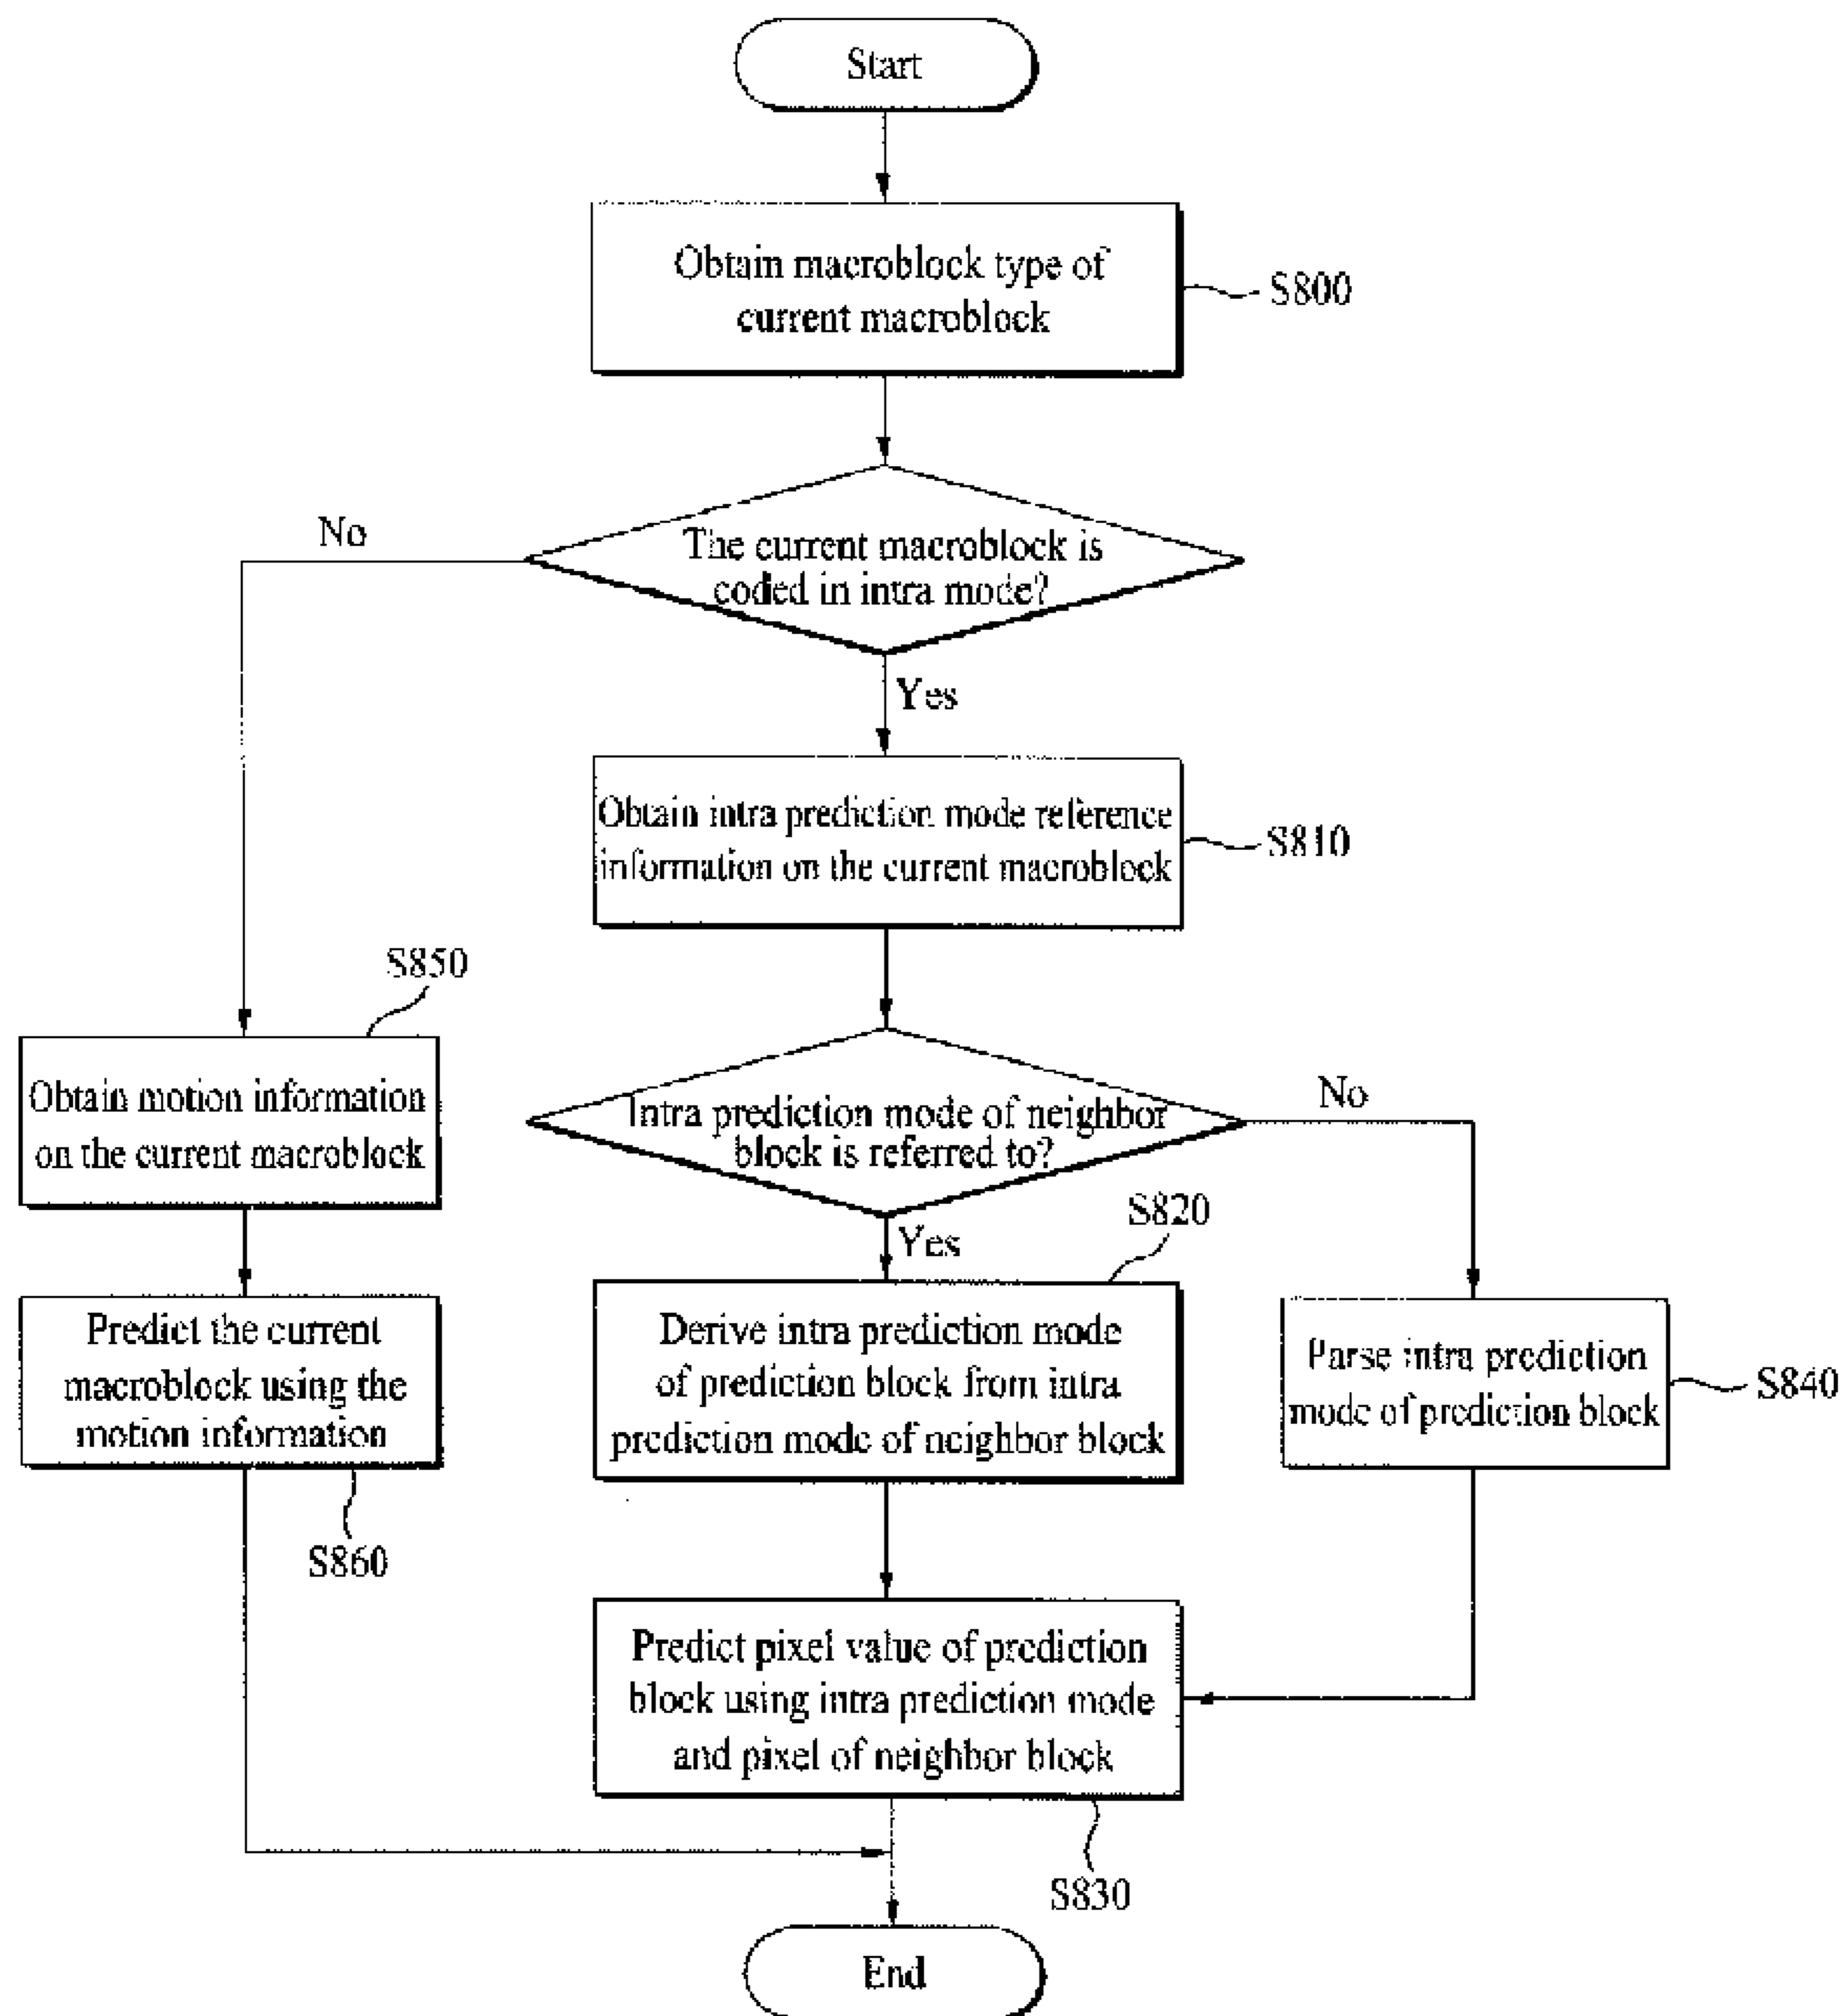 Start
Obtain macroblock type of
current macroblock
S800
The current macroblock is
coded in intra mode?
No
Yes
Obtain intra prediction mode reference
information on the current macroblock
S810
S850
Obtain motion information
on the current macroblock
Intra prediction mode of neighbor
block is referred to?
No
Yes
S820
Predict the current
macroblock using the
motion information
S860
Derive intra prediction mode
of prediction block from intra
prediction mode of neighbor block
Parse intra prediction
mode of prediction block
S840
Predict pixel value of prediction
block using intra prediction mode
and pixel of neighbor block
S830
End